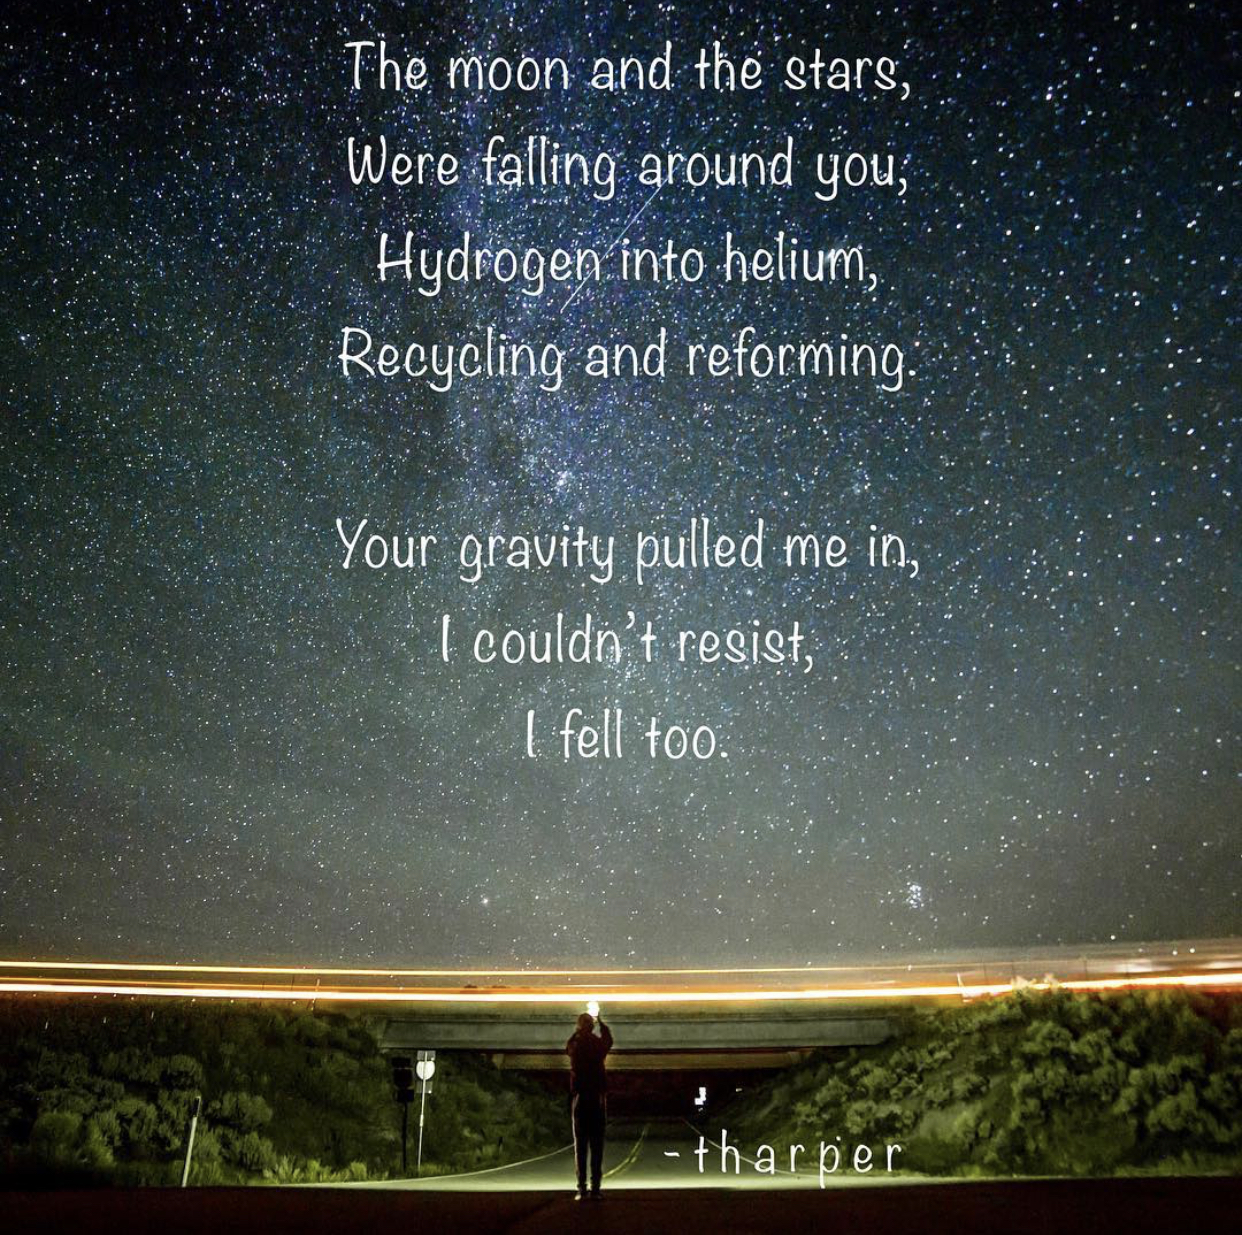 The moon and the stars,
Were falling around you;
Hydrogen into helium,
Recycling and reforming.
Your gravity pulled me in,
I couldn't resist,
I fell too.
-tharper